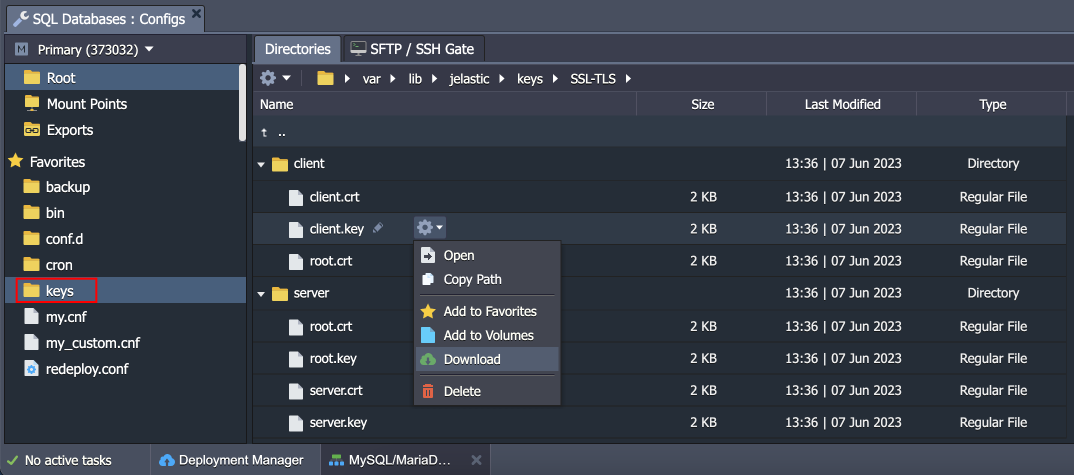 SQL Databases : Configs
Primary (373032)
Root
Mount Points
Exports
Favorites
backup
bin
conf.d
cron
keys
my.cnf
my_custom.cnf
redeploy.conf
Directories
SFTP / SSH Gate
var lib jelastic keys SSL-TLS
Name Size Last Modified Type
..
client 13:36 | 07 Jun 2023 Directory
client.crt 2 KB 13:36 | 07 Jun 2023 Regular File
client.key 2 KB 13:36 | 07 Jun 2023 Regular File
root.crt 2 KB 13:36 | 07 Jun 2023 Regular File
server 13:36 | 07 Jun 2023 Directory
root.crt 2 KB 13:36 | 07 Jun 2023 Regular File
root.key 2 KB 13:36 | 07 Jun 2023 Regular File
server.crt 2 KB 13:36 | 07 Jun 2023 Regular File
server.key 2 KB 13:36 | 07 Jun 2023 Regular File
Open
Copy Path
Add to Favorites
Add to Volumes
Download
Delete
No active tasks
Deployment Manager
MySQL/MariaD...